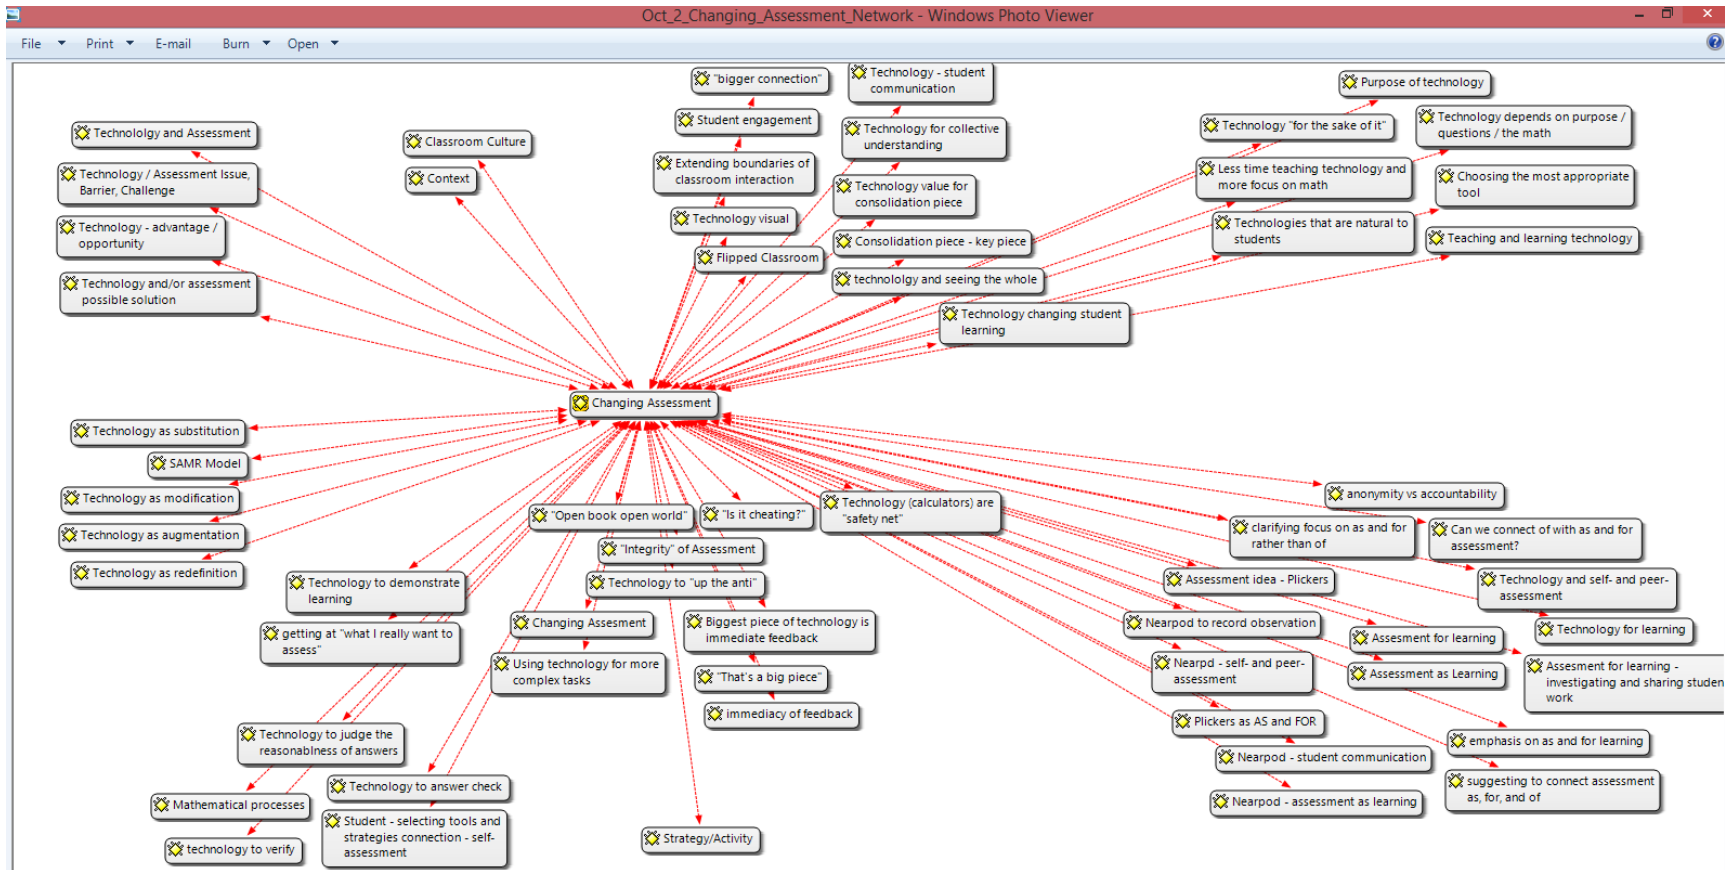 Oct_2_Changing_Assessment_Network - Windows Photo Viewer
File Print E-mail Burn Open
"bigger connection"
Technology - student
communication
Purpose of technology
Student engagement
Technololgy and Assessment
Classroom Culture
Technology for collective
understanding
Technology "for the sake of it"
Technology depends on purpose /
questions / the math
Technology / Assessment Issue,
Barrier, Challenge
Context
Extending boundaries of
classroom interaction
Technology value for
consolidation piece
Less time teaching technology and
more focus on math
Choosing the most appropriate
tool
Technology - advantage /
opportunity
Technology visual
Consolidation piece - key piece
Technologies that are natural to
students
Teaching and learning technology
Flipped Classroom
Technology and/or assessment
possible solution
technololgy and seeing the whole
Technology changing student
learning
Changing Assessment
Technology as substitution
SAMR Model
Technology as modification
Technology as augmentation
Technology as redefinition
"Open book open world"
"Is it cheating?"
Technology (calculators) are
"safety net"
anonymity vs accountability
clarifying focus on as and for
rather than of
Can we connect of with as and for
assessment?
"Integrity" of Assessment
Technology to demonstrate
learning
Technology to "up the anti"
Assessment idea - Plickers
Technology and self- and peer-
assessment
getting at "what I really want to
assess"
Changing Assesment
Biggest piece of technology is
immediate feedback
Nearpod to record observation
Assesment for learning
Technology for learning
Using technology for more
complex tasks
"That's a big piece"
Nearpd - self- and peer-
assessment
Assessment as Learning
Assesment for learning -
investigating and sharing studen
work
immediacy of feedback
Plickers as AS and FOR
emphasis on as and for learning
Technology to judge the
reasonablness of answers
Nearpod - student communication
suggesting to connect assessment
as, for, and of
Technology to answer check
Mathematical processes
Nearpod - assessment as learning
Student - selecting tools and
strategies connection - self-
assessment
technology to verify
Strategy/Activity